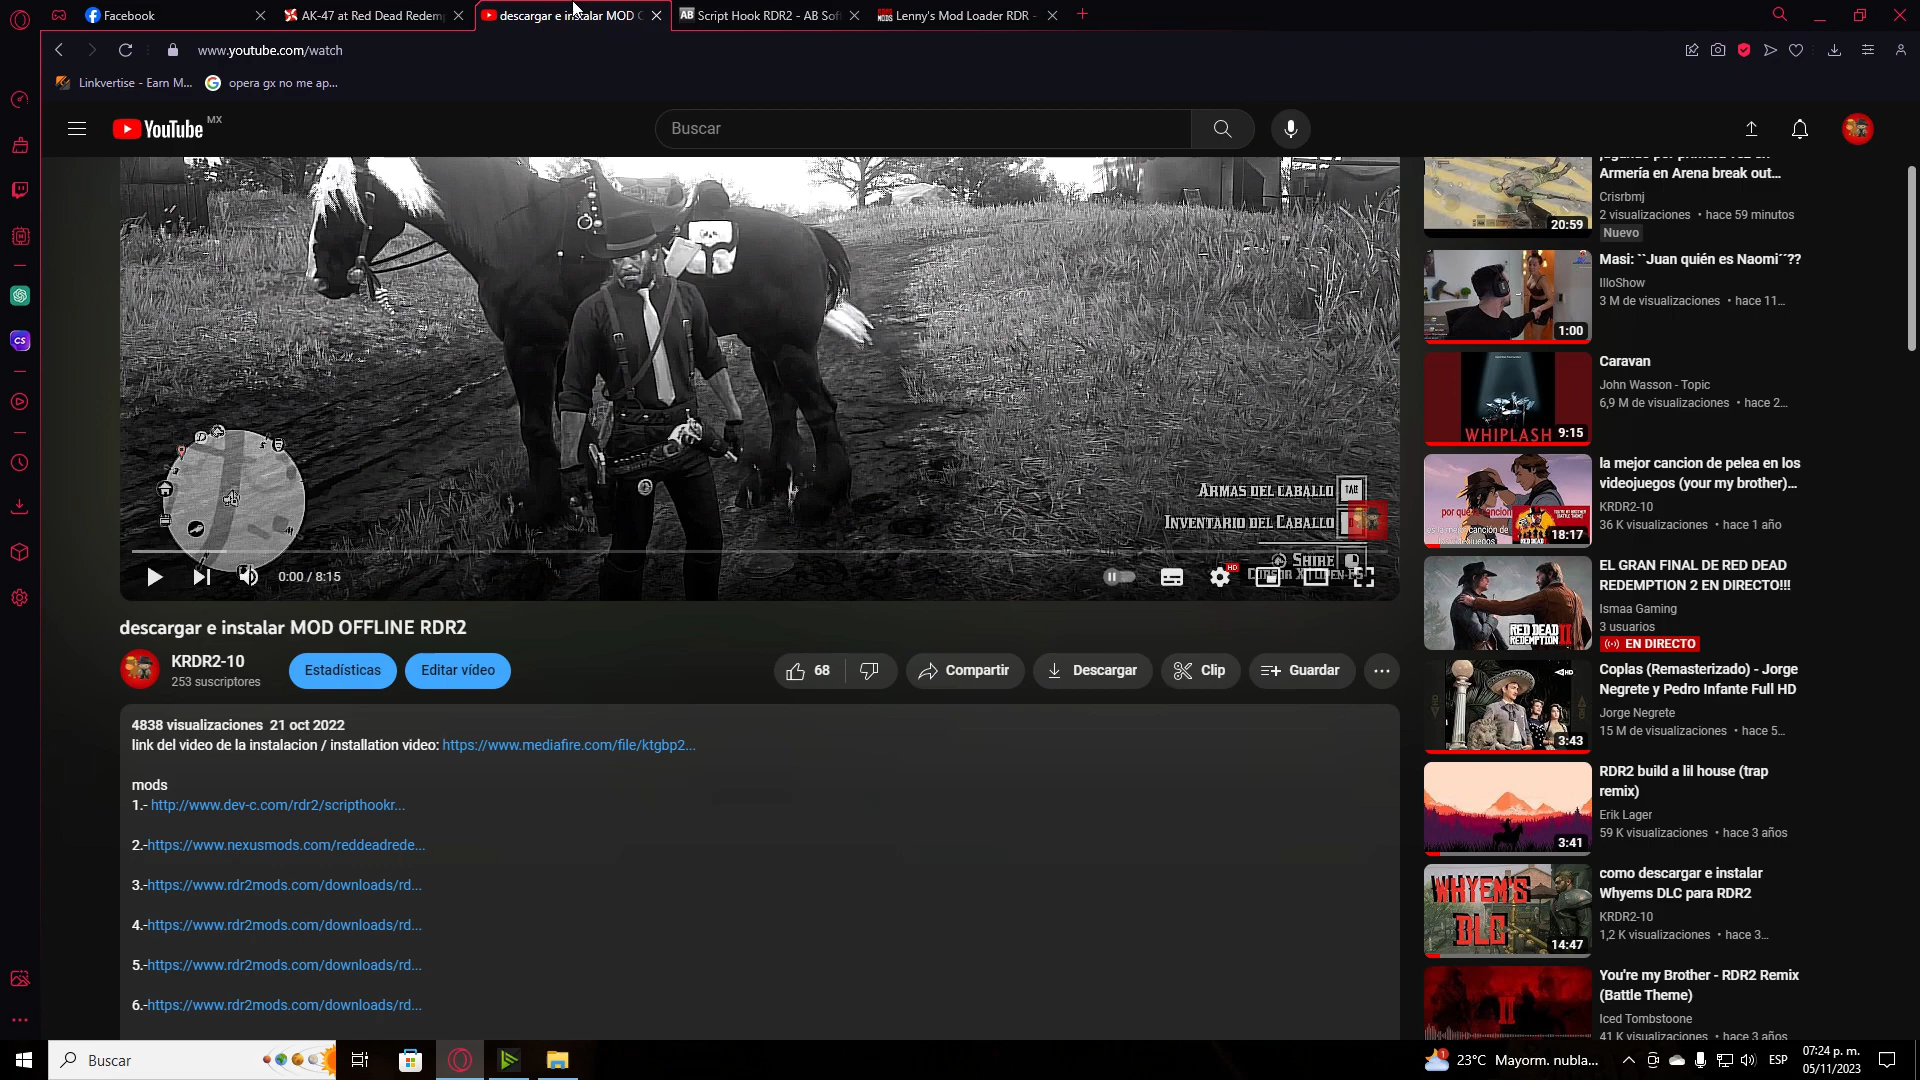 Facebook
AK-47 at Red Dead Redem
descargar e instalar MOD O
AB Script Hook RDR2 - AB Sof
Lenny's Mod Loader RDR -
www.youtube.com/watch
Linkvertise - Earn M...
opera gx no me ap...
YouTube MX
Buscar
ARMAS DEL CABALLO TAB
INVENTARIO DEL CABALLO
SHIRE
0:00 / 8:15
HD
descargar e instalar MOD OFFLINE RDR2
KRDR2-10
253 suscriptores
Estadísticas
Editar vídeo
68
Compartir
Descargar
Clip
Guardar
4838 visualizaciones 21 oct 2022
link del video de la instalacion / installation video: https://www.mediafire.com/file/ktgbp2...
mods
1.- http://www.dev-c.com/rdr2/scripthookr...
2.-https://www.nexusmods.com/reddeadrede...
3.-https://www.rdr2mods.com/downloads/rd...
4.-https://www.rdr2mods.com/downloads/rd...
5.-https://www.rdr2mods.com/downloads/rd...
6.-https://www.rdr2mods.com/downloads/rd...
Armería en Arena break out...
Crisrbmj
2 visualizaciones • hace 59 minutos
Nuevo
20:59
Masi: ``Juan quién es Naomi´´??
IlloShow
3 M de visualizaciones • hace 11...
1:00
Caravan
John Wasson - Topic
6,9 M de visualizaciones • hace 2...
WHIPLASH 9:15
la mejor cancion de pelea en los
videojuegos (your my brother)...
KRDR2-10
36 K visualizaciones • hace 1 año
18:17
EL GRAN FINAL DE RED DEAD
REDEMPTION 2 EN DIRECTO!!!
Ismaa Gaming
3 usuarios
EN DIRECTO
RED DEAD
REDEMPTION II
Coplas (Remasterizado) - Jorge
Negrete y Pedro Infante Full HD
Jorge Negrete
15 M de visualizaciones • hace 5...
3:43
RDR2 build a lil house (trap
remix)
Erik Lager
59 K visualizaciones • hace 3 años
3:41
como descargar e instalar
Whyems DLC para RDR2
KRDR2-10
1,2 K visualizaciones • hace 3...
WHYEM'S
DLC
14:47
You're my Brother - RDR2 Remix
(Battle Theme)
Iced Tombstoone
41 K visualizaciones • hace 3 años
Buscar
23°C Mayorm. nubla...
ESP
07:24 p. m.
05/11/2023